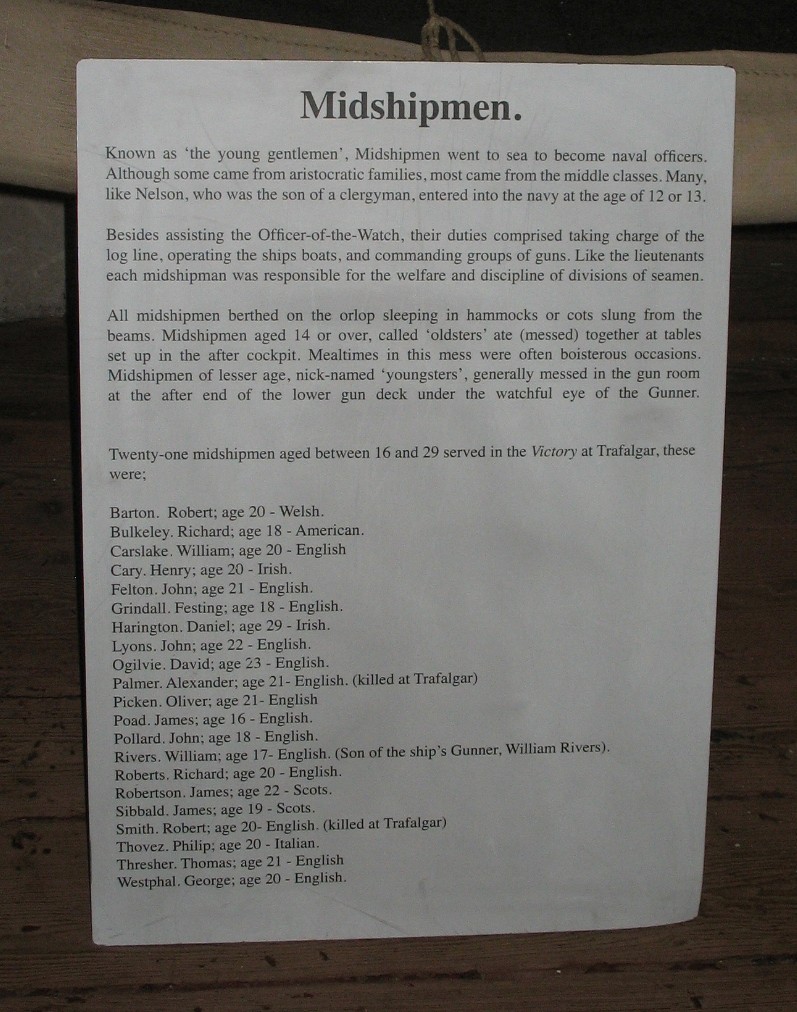 Midshipmen.
Known as ‘the young gentlemen’, Midshipmen went to sea to become naval officers.
Although some came from aristocratic families, most came from the middle classes. Many,
like Nelson, who was the son of a clergyman, entered into the navy at the age of 12 or 13.
Besides assisting the Officer-of-the-Watch, their duties comprised taking charge of the
log line, operating the ships boats, and commanding groups of guns. Like the lieutenants
each midshipman was responsible for the welfare and discipline of divisions of seamen.
All midshipmen berthed on the orlop sleeping in hammocks or cots slung from the
beams. Midshipmen aged 14 or over, called ‘oldsters’ ate (messed) together at tables
set up in the after cockpit. Mealtimes in this mess were often boisterous occasions.
Midshipmen of lesser age, nick-named ‘youngsters’, generally messed in the gun room
at the after end of the lower gun deck under the watchful eye of the Gunner.
Twenty-one midshipmen aged between 16 and 29 served in the Victory at Trafalgar, these
were;
Barton. Robert; age 20 - Welsh.
Bulkeley. Richard; age 18 - American.
Carslake. William; age 20 - English
Cary. Henry; age 20 - Irish.
Felton. John; age 21 - English.
Grindall. Festing; age 18 - English.
Harington. Daniel; age 29 - Irish.
Lyons. John; age 22 - English.
Ogilvie. David; age 23 - English.
Palmer. Alexander; age 21- English. (killed at Trafalgar)
Picken. Oliver; age 21- English
Poad. James; age 16 - English.
Pollard. John; age 18 - English.
Rivers. William; age 17- English. (Son of the ship’s Gunner, William Rivers).
Roberts. Richard; age 20 - English.
Robertson. James; age 22 - Scots.
Sibbald. James; age 19 - Scots.
Smith. Robert; age 20- English. (killed at Trafalgar)
Thovez. Philip; age 20 - Italian.
Thresher. Thomas; age 21 - English
Westphal. George; age 20 - English.